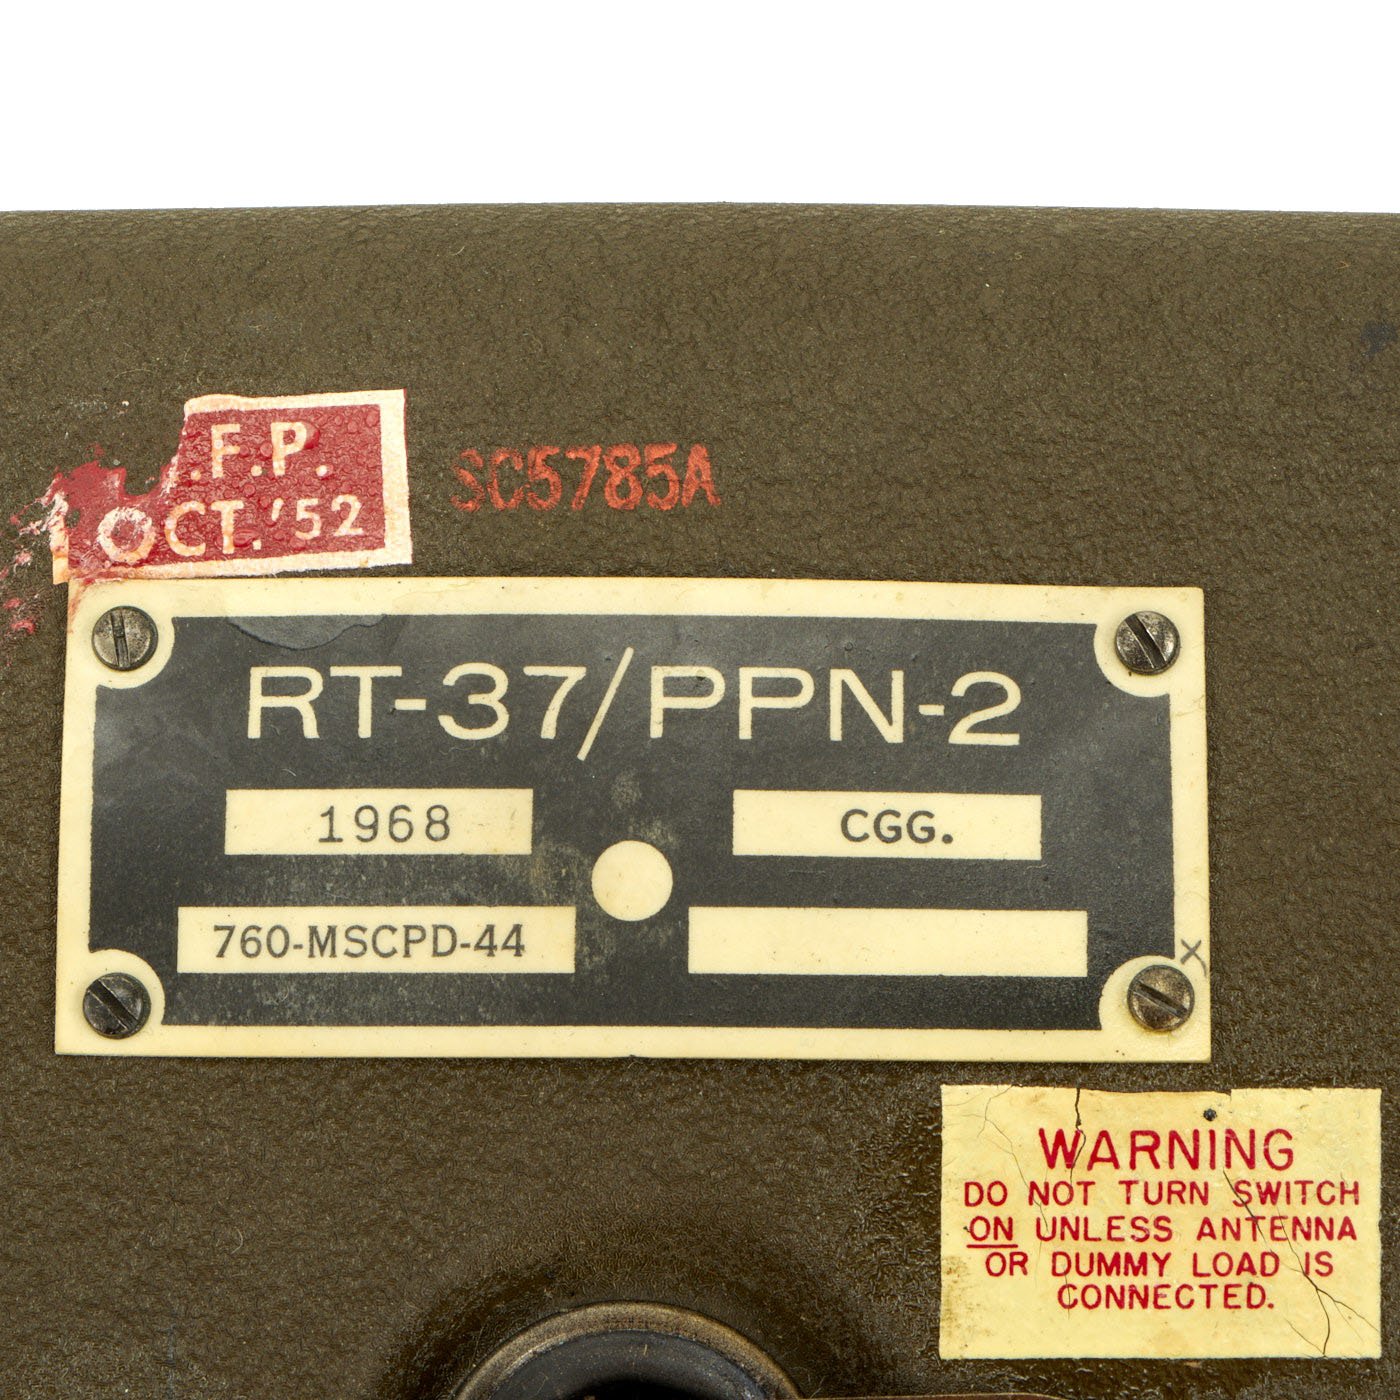 .F.P.
OCT. '52
SC5785A
RT-37/PPN-2
1968
CGG.
760-MSCPD-44
WARNING
DO NOT TURN SWITCH
ON UNLESS ANTENNA
OR DUMMY LOAD IS
CONNECTED.